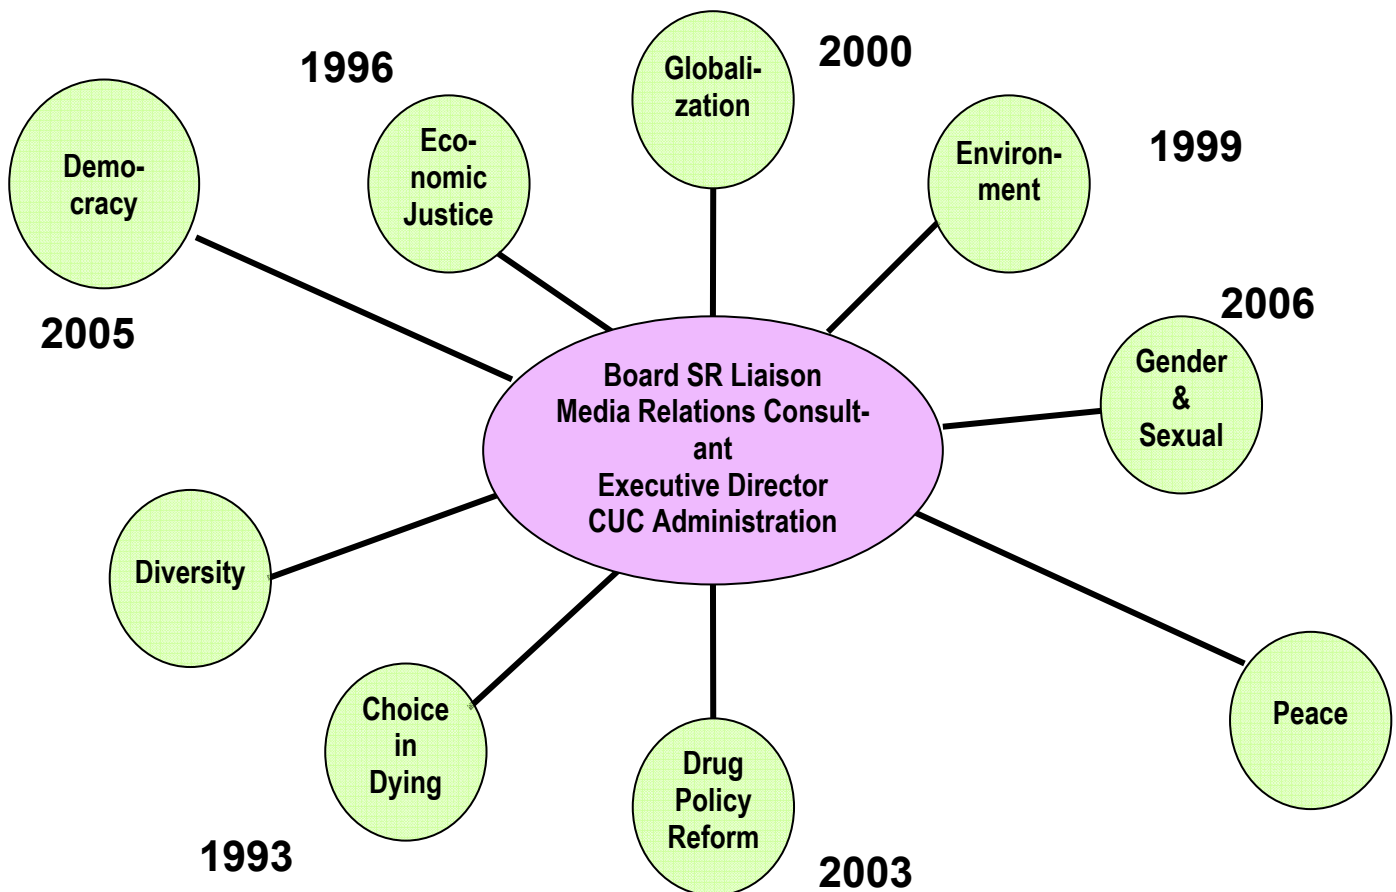 2000
1996
Globali-
zation
Eco-
nomic
Justice
1999
Environ-
ment
Demo-
cracy
2005
2006
Gender
&
Sexual
Board SR Liaison
Media Relations Consult-
ant
Executive Director
CUC Administration
Diversity
Choice
in
Dying
1993
Drug
Policy
Reform
2003
Peace